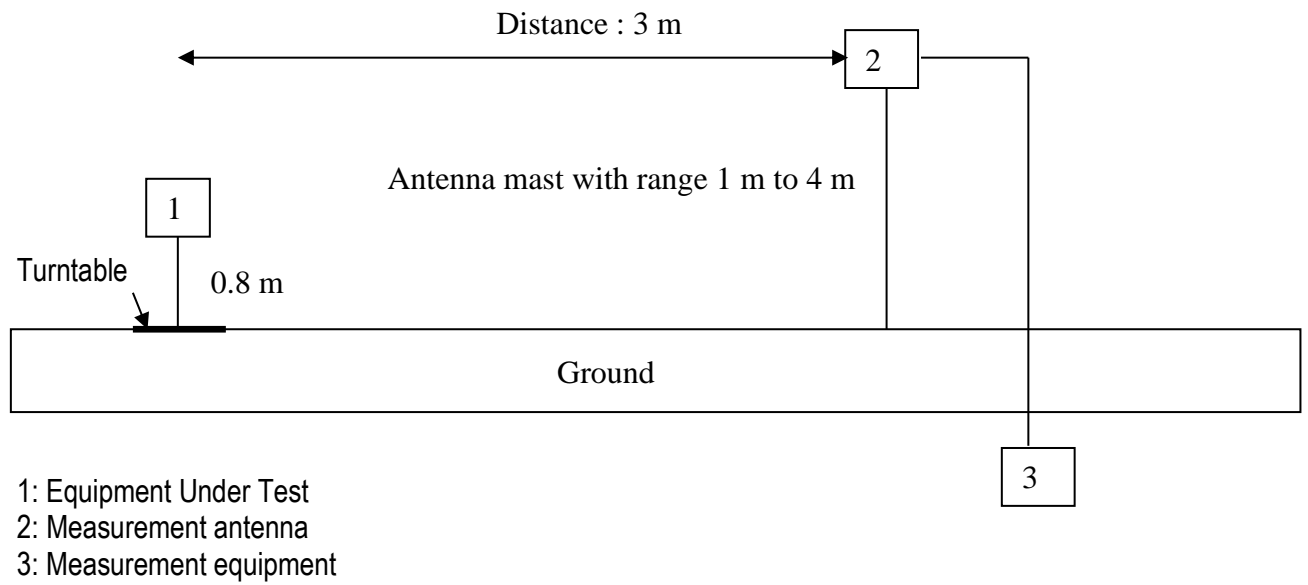 Distance : 3 m
2
Antenna mast with range 1 m to 4 m
1
Turntable
0.8 m
Ground
3
1: Equipment Under Test
2: Measurement antenna
3: Measurement equipment